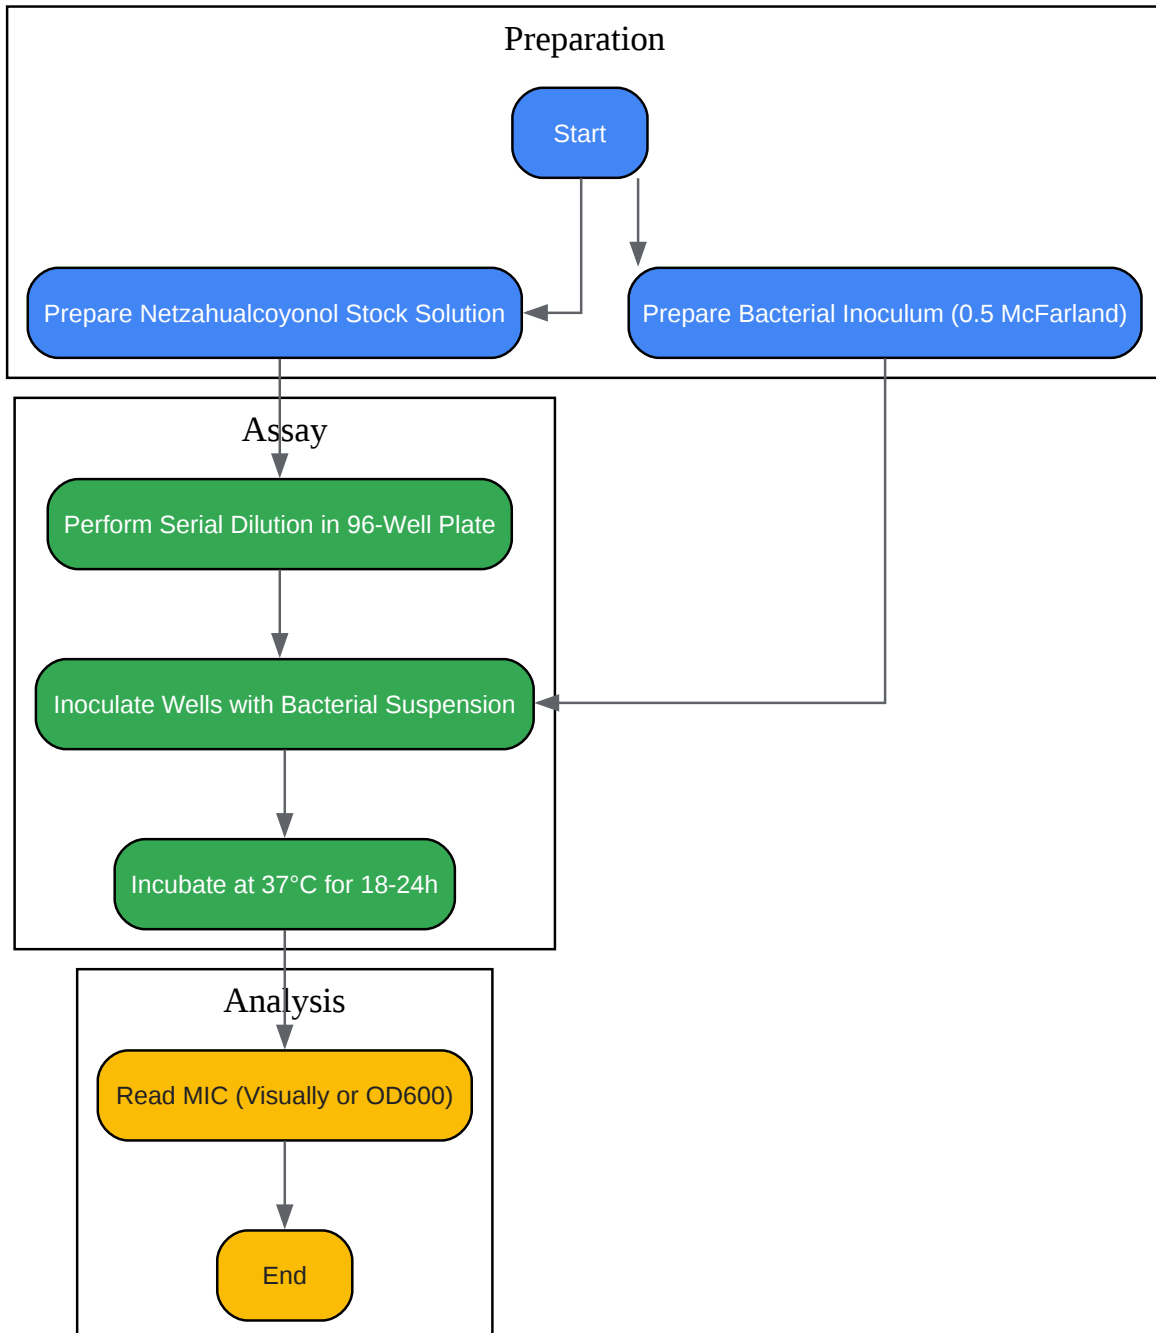 Preparation
Start
Prepare Netzahualcoyonol Stock Solution
Prepare Bacterial Inoculum (0.5 McFarland)
Assay
Perform Serial Dilution in 96-Well Plate
Inoculate Wells with Bacterial Suspension
Incubate at 37°C for 18-24h
Analysis
Read MIC (Visually or OD600)
End